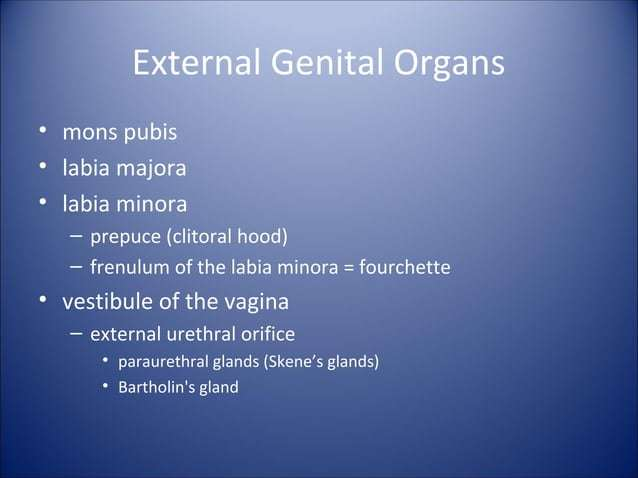 External Genital Organs
• mons pubis
• labia majora
• labia minora
– prepuce (clitoral hood)
– frenulum of the labia minora = fourchette
• vestibule of the vagina
– external urethral orifice
• paraurethral glands (Skene’s glands)
• Bartholin's gland